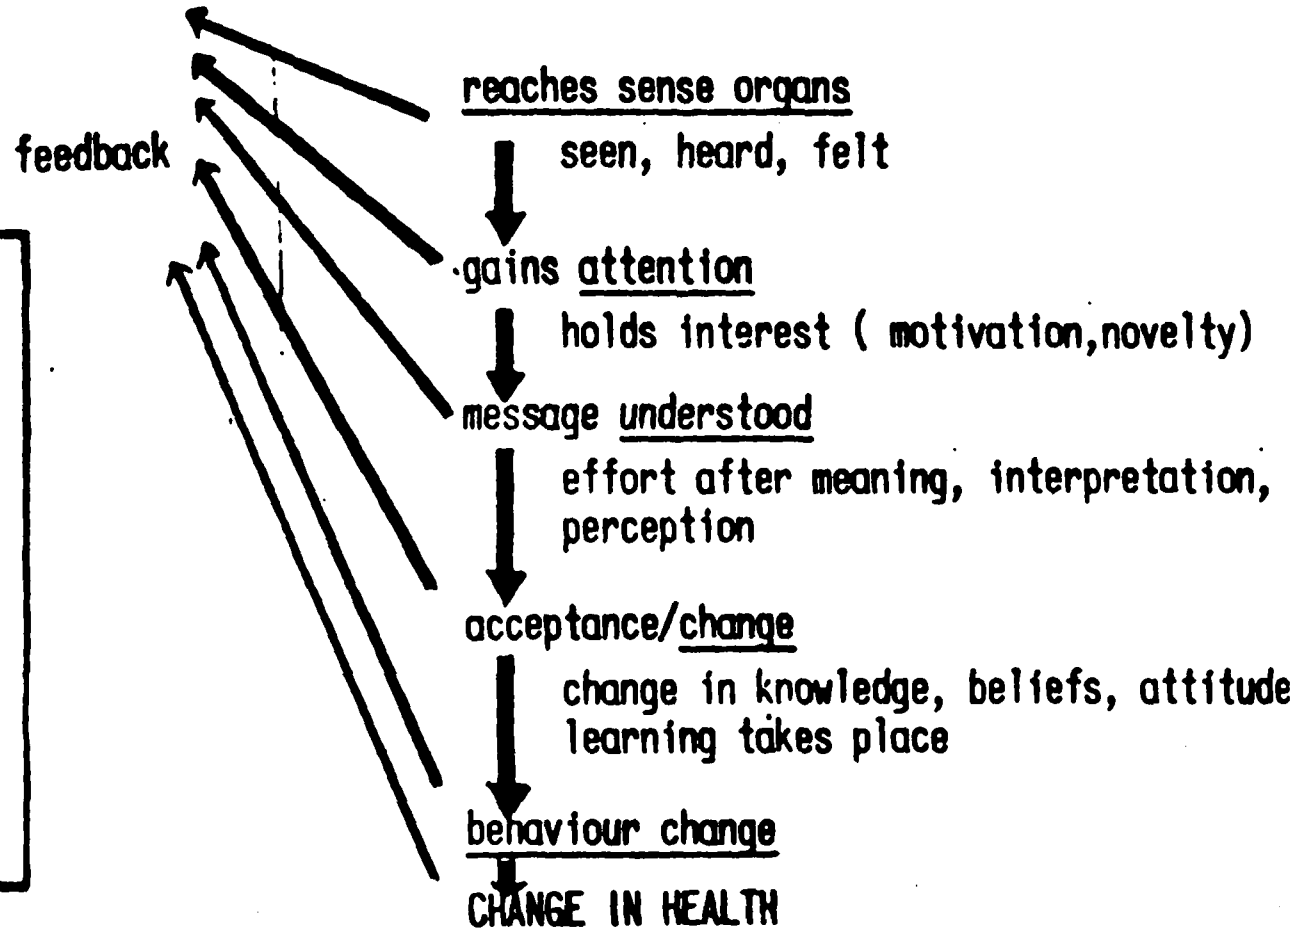 reaches sense organs
seen, heard, felt
feedback
gains attention
holds interest ( motivation,novelty)
message understood
effort after meaning, interpretation,
perception
acceptance/change
change in knowledge, beliefs, attitude
learning takes place
behaviour change
CHANGE IN HEALTH